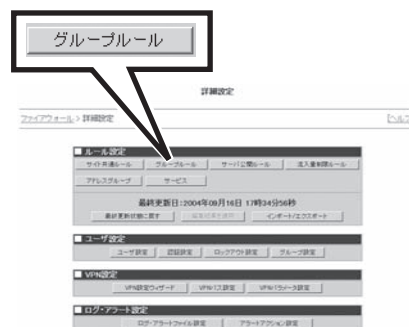 グループルール
詳細設定
ファイアウォール> 詳細設定
[ヘルプ
■ ルール設定
サイト共通ルール グループルール サーバ公開ルール 流入量制限ルール
アドレスグループ サービス
最終更新日:2004年09月16日 17時34分56秒
最終更新状態に戻す インポート/エクスポート
■ ユーザ設定
ユーザ設定 認証設定 ロックアウト設定 グループ設定
■ VPN設定
VPN設定ウィザード VPNパス設定 VPNパラメータ設定
■ ログ・アラート設定
ログ・アラートファイル設定 アラートアクション設定